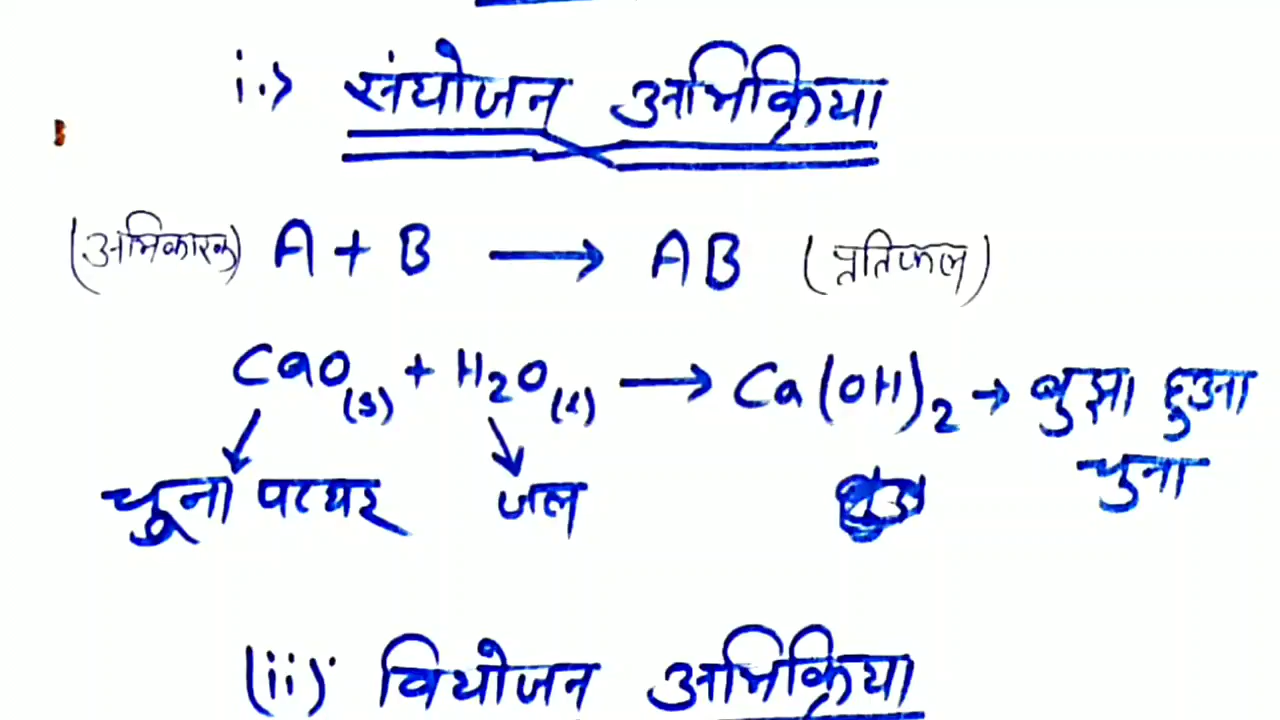 i.> संयोजन अभिक्रिया
(अभिकारक) A + B ⟶ AB (प्रतिफल)
CaO(s) + H₂O(l) ⟶ Ca(OH)₂ → बुझा हुआ
चूना पत्थर जल चुना
(ii) वियोजन अभिक्रिया